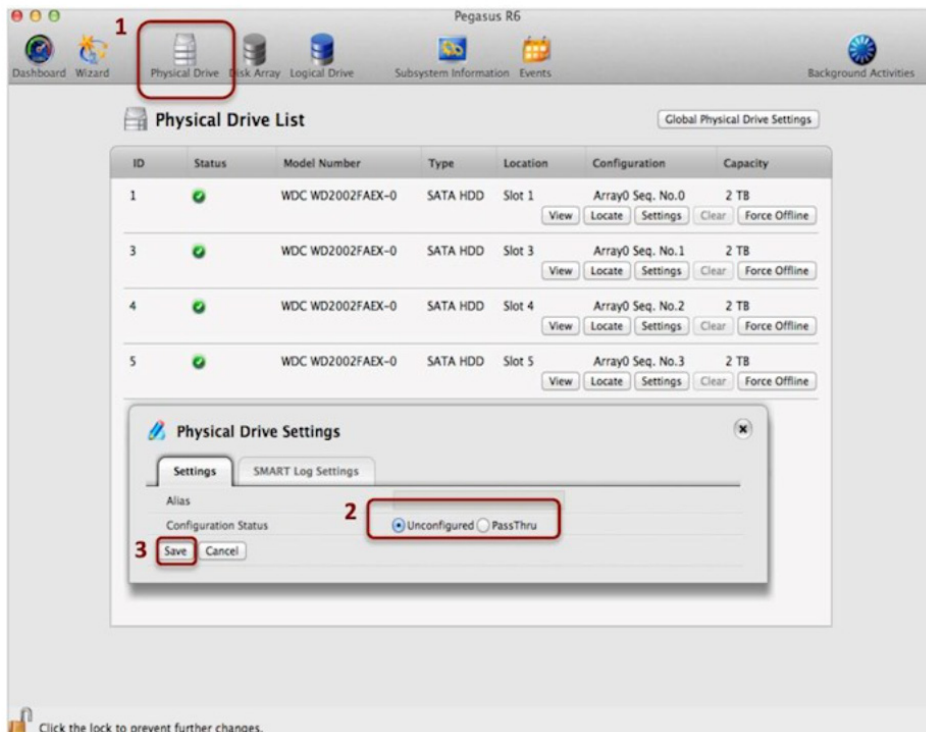 Pegasus R6
1
Dashboard Wizard Physical Drive Disk Array Logical Drive Subsystem Information Events Background Activities
Physical Drive List Global Physical Drive Settings
ID Status Model Number Type Location Configuration Capacity
1 WDC WD2002FAEX-0 SATA HDD Slot 1 Array0 Seq. No.0 2 TB
View Locate Settings Clear Force Offline
3 WDC WD2002FAEX-0 SATA HDD Slot 3 Array0 Seq. No.1 2 TB
View Locate Settings Clear Force Offline
4 WDC WD2002FAEX-0 SATA HDD Slot 4 Array0 Seq. No.2 2 TB
View Locate Settings Clear Force Offline
5 WDC WD2002FAEX-0 SATA HDD Slot 5 Array0 Seq. No.3 2 TB
View Locate Settings Clear Force Offline
Physical Drive Settings
Settings SMART Log Settings
Alias
Configuration Status 2 Unconfigured PassThru
3 Save Cancel
Click the lock to prevent further changes.